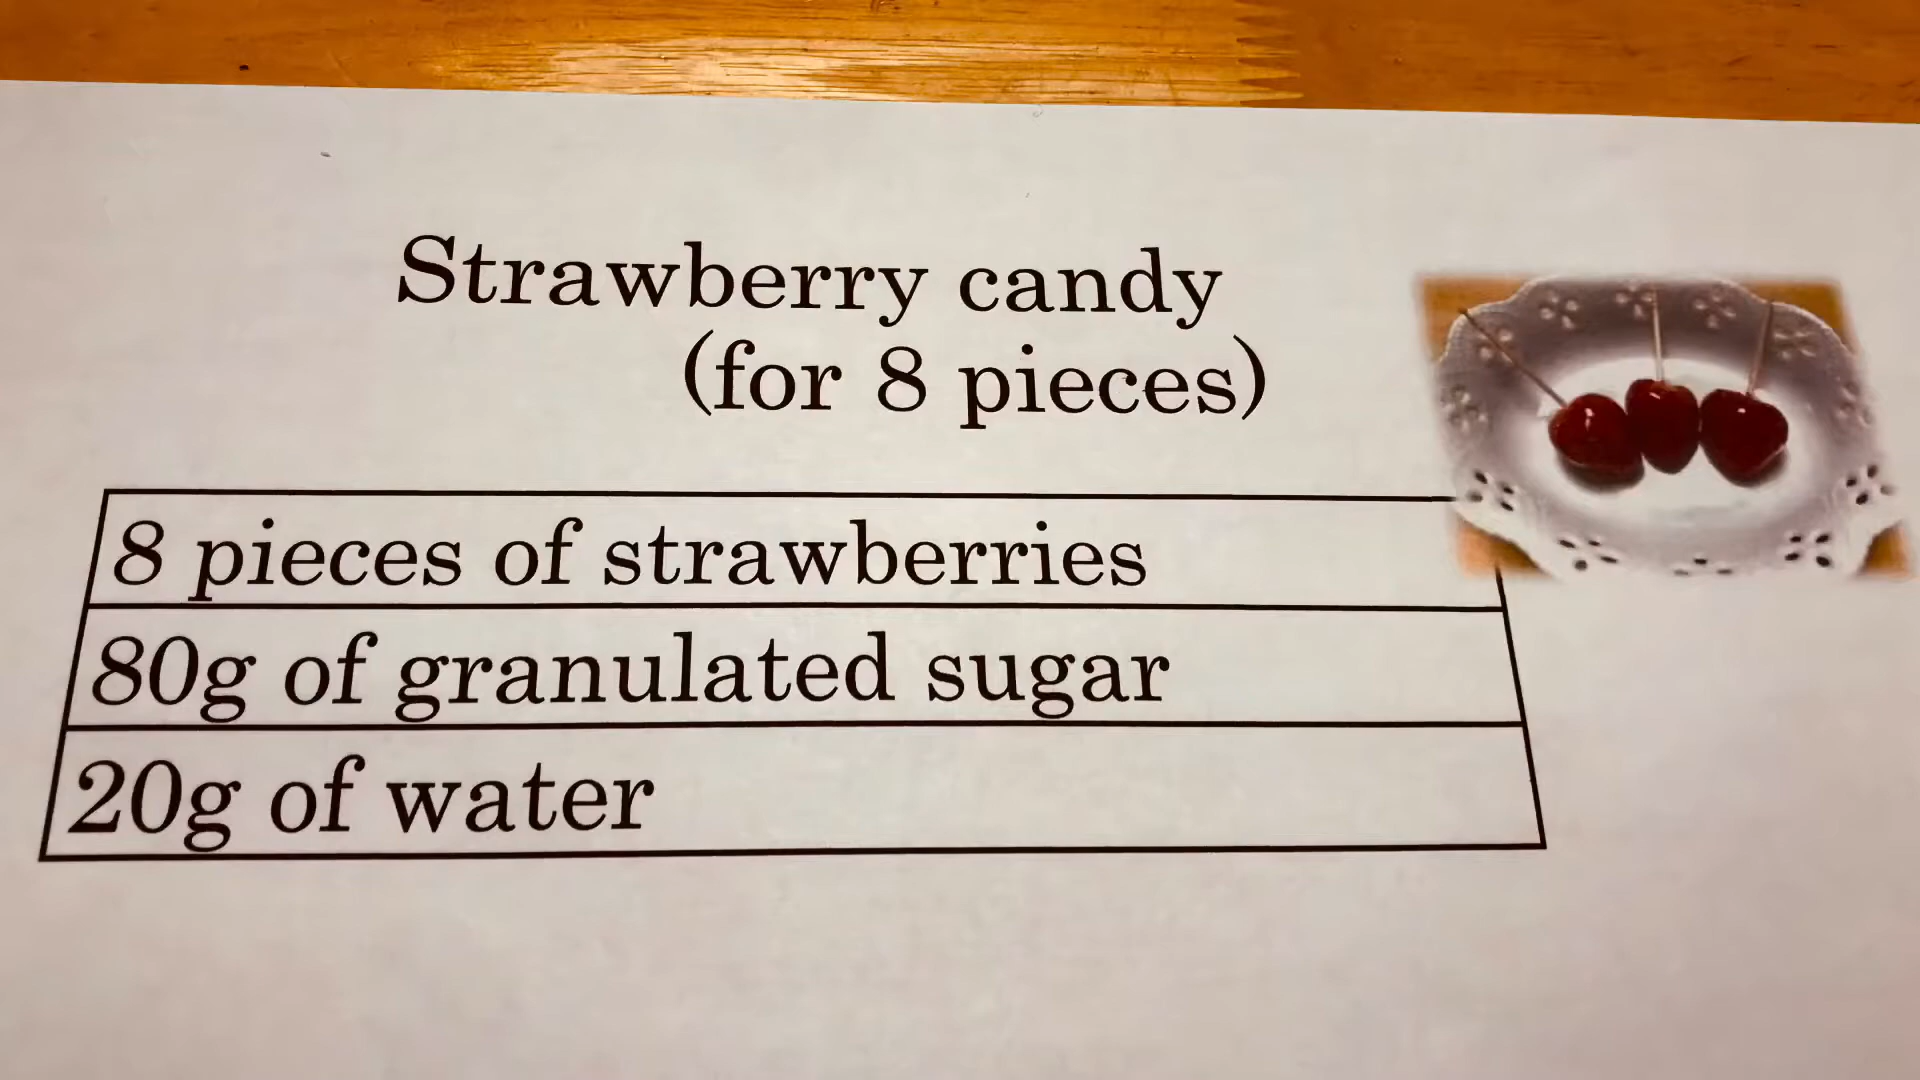 Strawberry candy
(for 8 pieces)
8 pieces of strawberries
80g of granulated sugar
20g of water